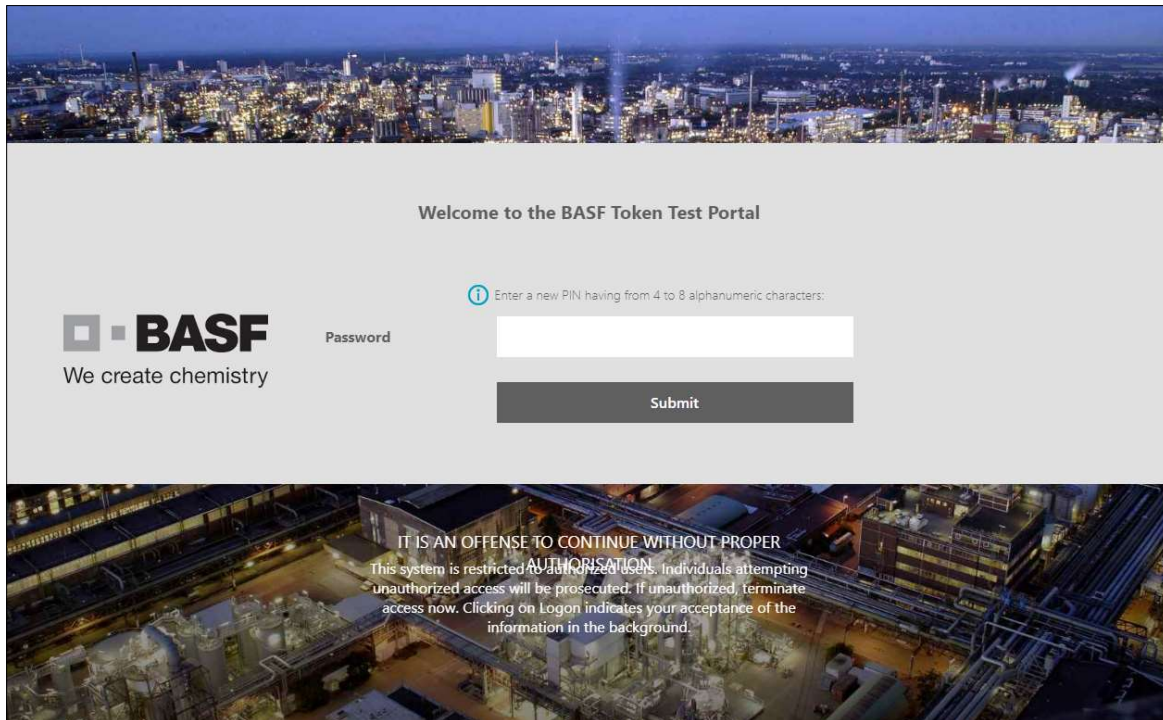 Welcome to the BASF Token Test Portal
Enter a new PIN having from 4 to 8 alphanumeric characters:
BASF
We create chemistry
Password
Submit
IT IS AN OFFENSE TO CONTINUE WITHOUT PROPER
AUTHORISATION
This system is restricted to authorized users. Individuals attempting
unauthorized access will be prosecuted. If unauthorized, terminate
access now. Clicking on Logon indicates your acceptance of the
information in the background.